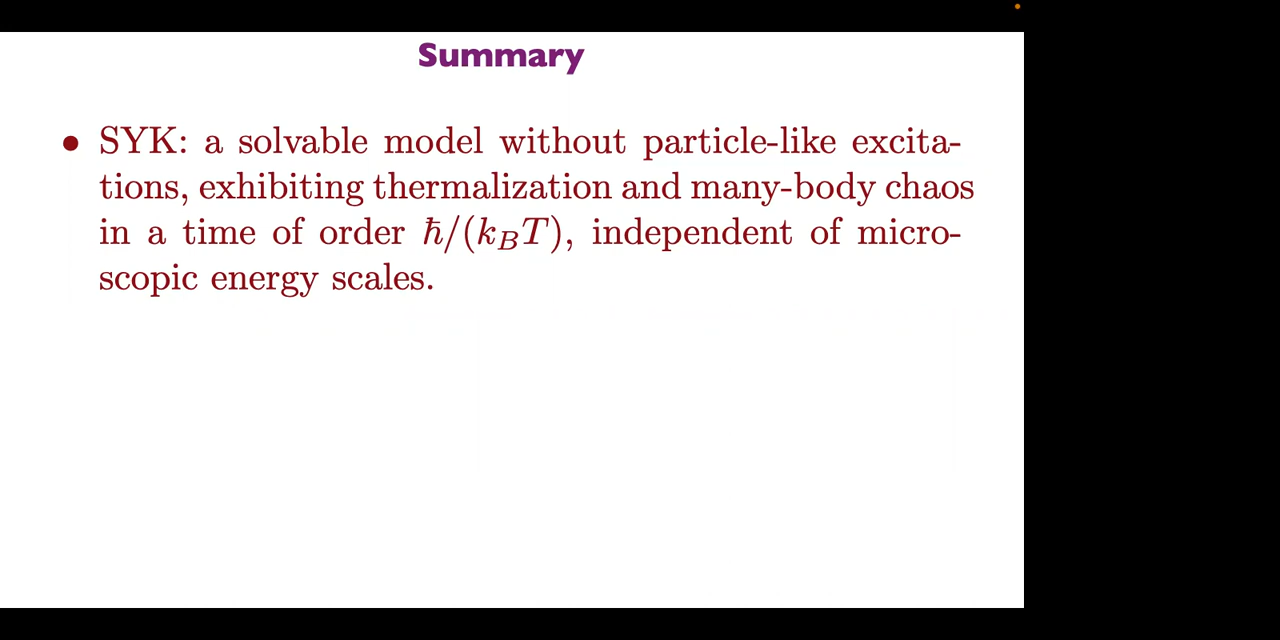 Summary
• SYK: a solvable model without particle-like excita-
tions, exhibiting thermalization and many-body chaos
in a time of order ħ/(k_BT), independent of micro-
scopic energy scales.